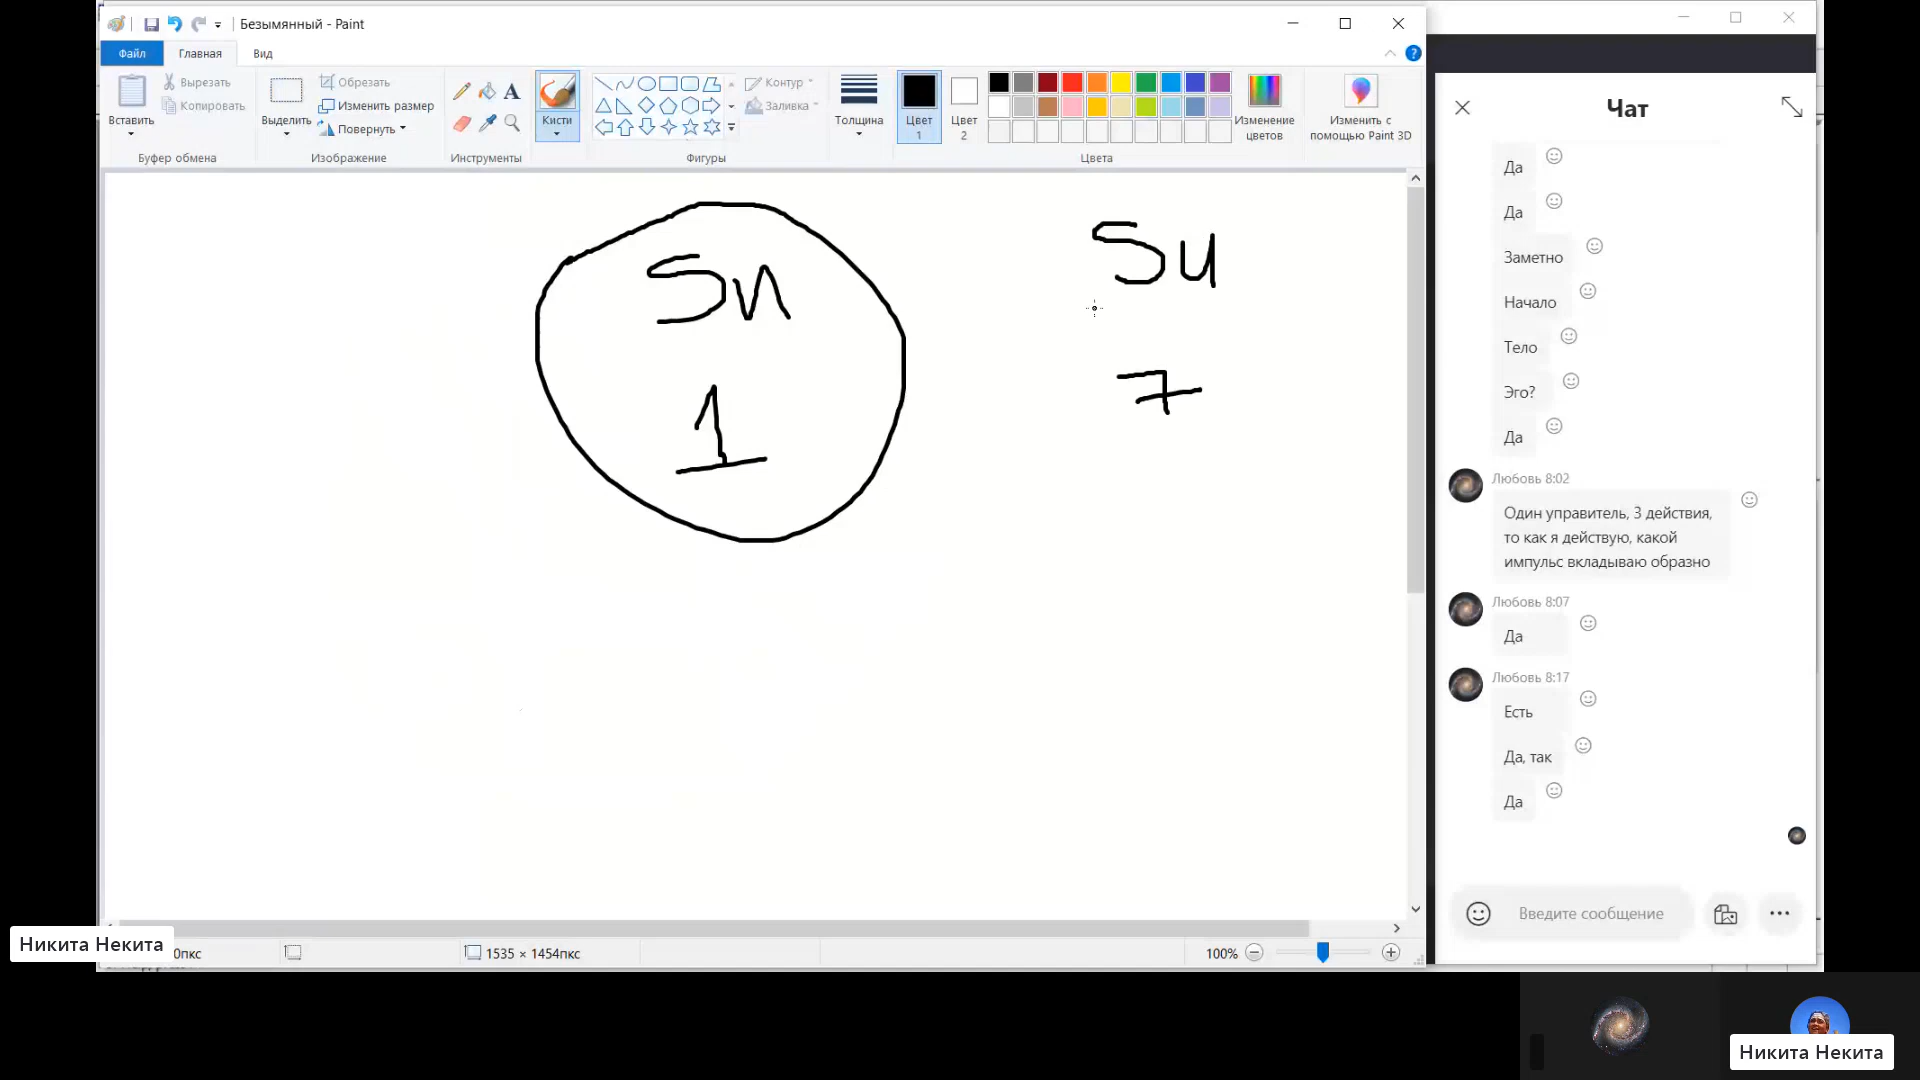 Безымянный - Paint
Файл
Главная
Вид
Вставить
Вырезать
Копировать
Буфер обмена
Выделить
Обрезать
Изменить размер
Повернуть
Изображение
Инструменты
Кисти
Контур
Заливка
Фигуры
Толщина
Цвет
1
Цвет
2
Изменение
цветов
Изменить с
помощью Paint 3D
Цвета
Sn
1
Su
7
Чат
Да
Да
Заметно
Начало
Тело
Эго?
Да
Любовь 8:02
Один управитель, 3 действия,
то как я действую, какой
импульс вкладываю образно
Любовь 8:07
Да
Любовь 8:17
Есть
Да, так
Да
Введите сообщение
Никита Некита
0пкс
1535 × 1454пкс
100%
Никита Некита